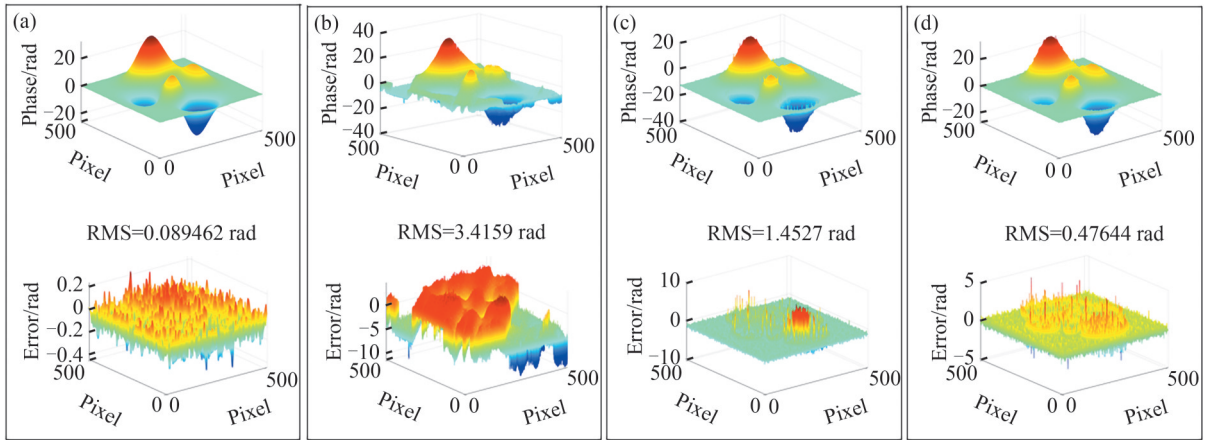 (a)
20
0
−20
500
0 0
500
Phase/rad
Pixel
Pixel
RMS=0.089462 rad
0.2
0
−0.2
−0.4
500
0 0
500
Error/rad
Pixel
Pixel
(b)
40
20
0
−20
−40
500
0 0
500
Phase/rad
Pixel
Pixel
RMS=3.4159 rad
0
−5
−10
500
0 0
500
Error/rad
Pixel
Pixel
(c)
20
0
−20
−40
500
0 0
500
Phase/rad
Pixel
Pixel
RMS=1.4527 rad
10
0
−10
500
0 0
500
Error/rad
Pixel
Pixel
(d)
20
0
−20
500
0 0
500
Phase/rad
Pixel
Pixel
RMS=0.47644 rad
5
0
−5
500
0 0
500
Error/rad
Pixel
Pixel